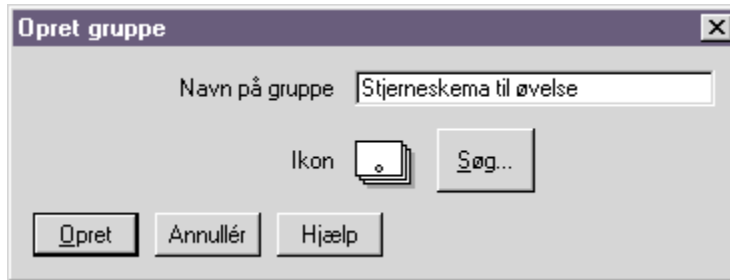 Opret gruppe
Navn på gruppe Stjerneskema til øvelse
Ikon Søg...
Opret Annullér Hjælp